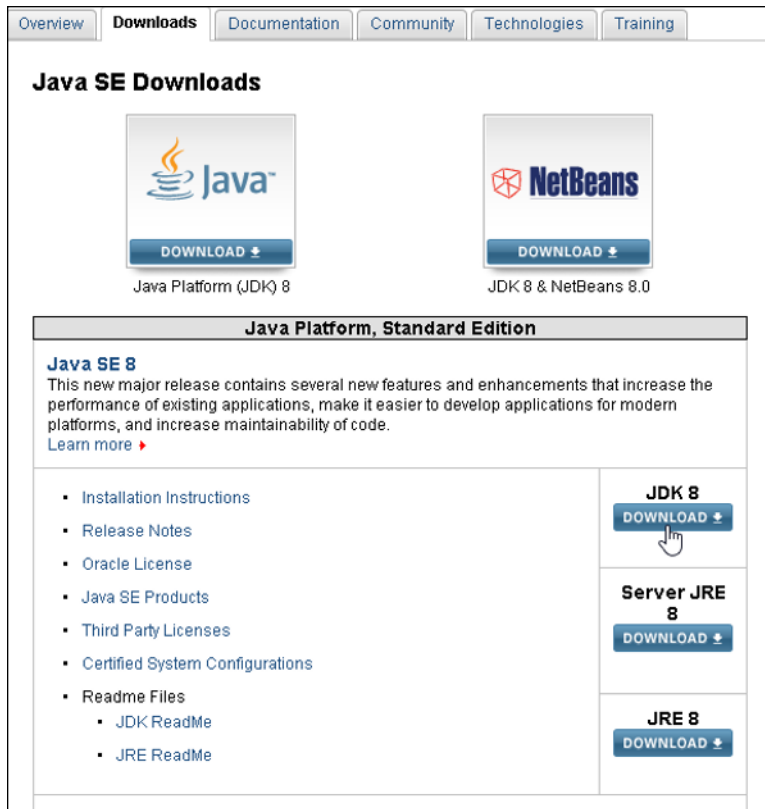 Overview Downloads Documentation Community Technologies Training
Java SE Downloads
Java™
NetBeans
DOWNLOAD
DOWNLOAD
Java Platform (JDK) 8
JDK 8 & NetBeans 8.0
Java Platform, Standard Edition
Java SE 8
This new major release contains several new features and enhancements that increase the
performance of existing applications, make it easier to develop applications for modern
platforms, and increase maintainability of code.
Learn more
Installation Instructions
Release Notes
Oracle License
Java SE Products
Third Party Licenses
Certified System Configurations
Readme Files
JDK ReadMe
JRE ReadMe
JDK 8
DOWNLOAD
Server JRE
8
DOWNLOAD
JRE 8
DOWNLOAD